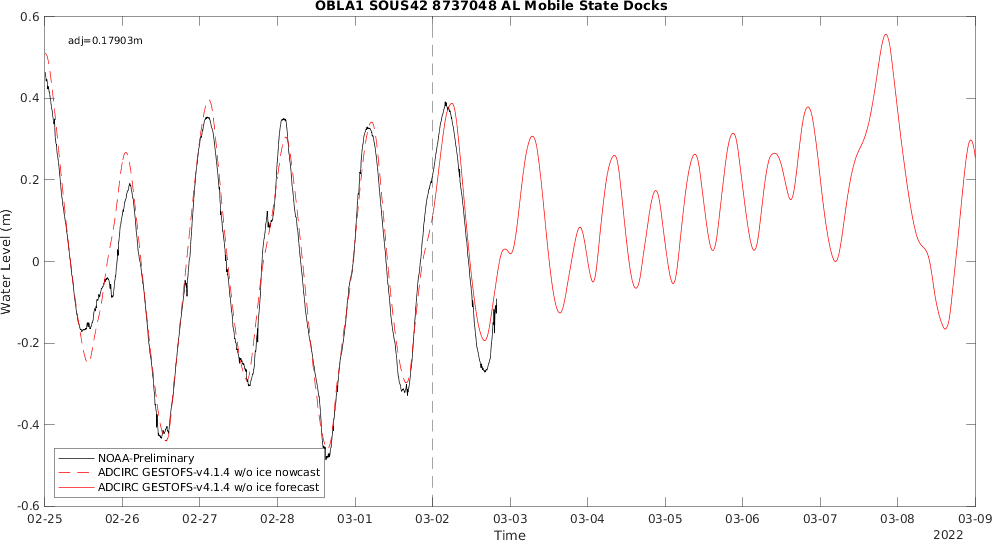 OBLA1 SOUS42 8737048 AL Mobile State Docks
adj=0.17903m
0.6
0.4
0.2
0
-0.2
-0.4
-0.6
Water Level (m)
NOAA-Preliminary
ADCIRC GESTOFS-v4.1.4 w/o ice nowcast
ADCIRC GESTOFS-v4.1.4 w/o ice forecast
02-25 02-26 02-27 02-28 03-01 03-02 03-03 03-04 03-05 03-06 03-07 03-08 03-09
Time
2022